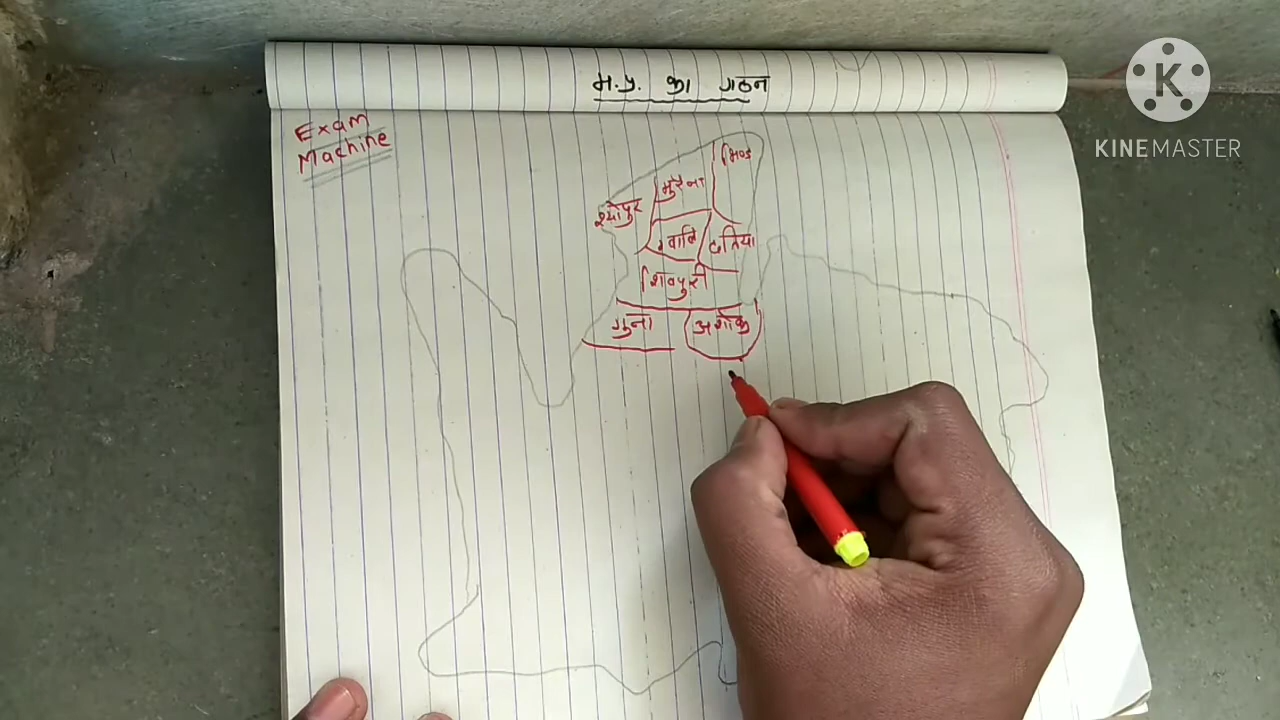 म.प्र. का गठन
Exam
Machine
K
KINEMASTER
भिण्ड
मुरैना
श्योपुर
ग्वालि
दतिया
शिवपुरी
गुना
अशोक